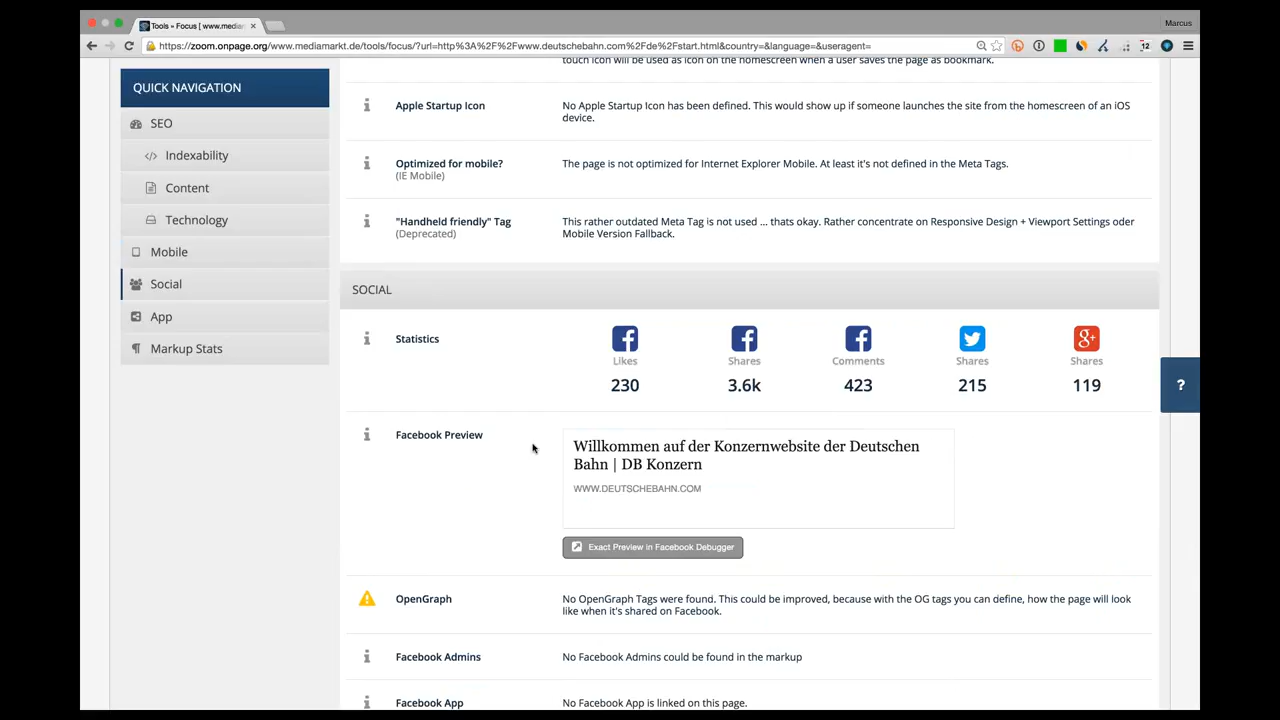 Tools » Focus [ www.mediar
Marcus
https://zoom.onpage.org/www.mediamarkt.de/tools/focus/?url=http%3A%2F%2Fwww.deutschebahn.com%2Fde%2Fstart.html&country=&language=&useragent=
12
QUICK NAVIGATION
SEO
Indexability
Content
Technology
Mobile
Social
App
Markup Stats
touch icon will be used as icon on the homescreen when a user saves the page as bookmark.
Apple Startup Icon
No Apple Startup Icon has been defined. This would show up if someone launches the site from the homescreen of an iOS
device.
Optimized for mobile?
(IE Mobile)
The page is not optimized for Internet Explorer Mobile. At least it's not defined in the Meta Tags.
"Handheld friendly" Tag
(Deprecated)
This rather outdated Meta Tag is not used ... thats okay. Rather concentrate on Responsive Design + Viewport Settings oder
Mobile Version Fallback.
SOCIAL
Statistics
Likes Shares Comments Shares Shares
230 3.6k 423 215 119
?
Facebook Preview
Willkommen auf der Konzernwebsite der Deutschen
Bahn | DB Konzern
WWW.DEUTSCHEBAHN.COM
Exact Preview in Facebook Debugger
OpenGraph
No OpenGraph Tags were found. This could be improved, because with the OG tags you can define, how the page will look
like when it's shared on Facebook.
Facebook Admins
No Facebook Admins could be found in the markup
Facebook App
No Facebook App is linked on this page.